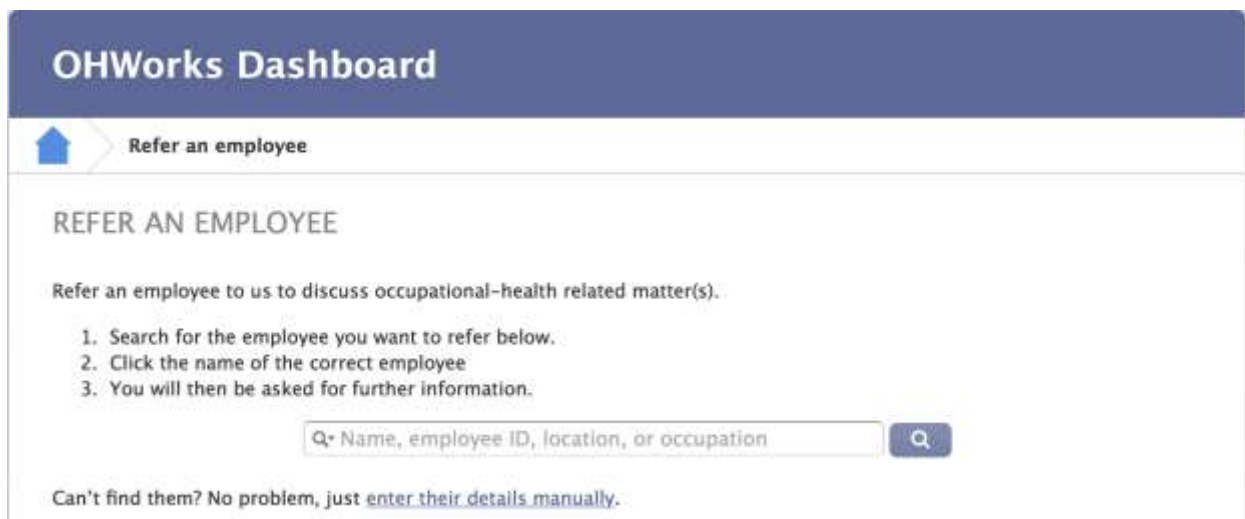 OHWorks Dashboard
Refer an employee
REFER AN EMPLOYEE
Refer an employee to us to discuss occupational-health related matter(s).
1. Search for the employee you want to refer below.
2. Click the name of the correct employee
3. You will then be asked for further information.
Name, employee ID, location, or occupation
Can't find them? No problem, just enter their details manually.